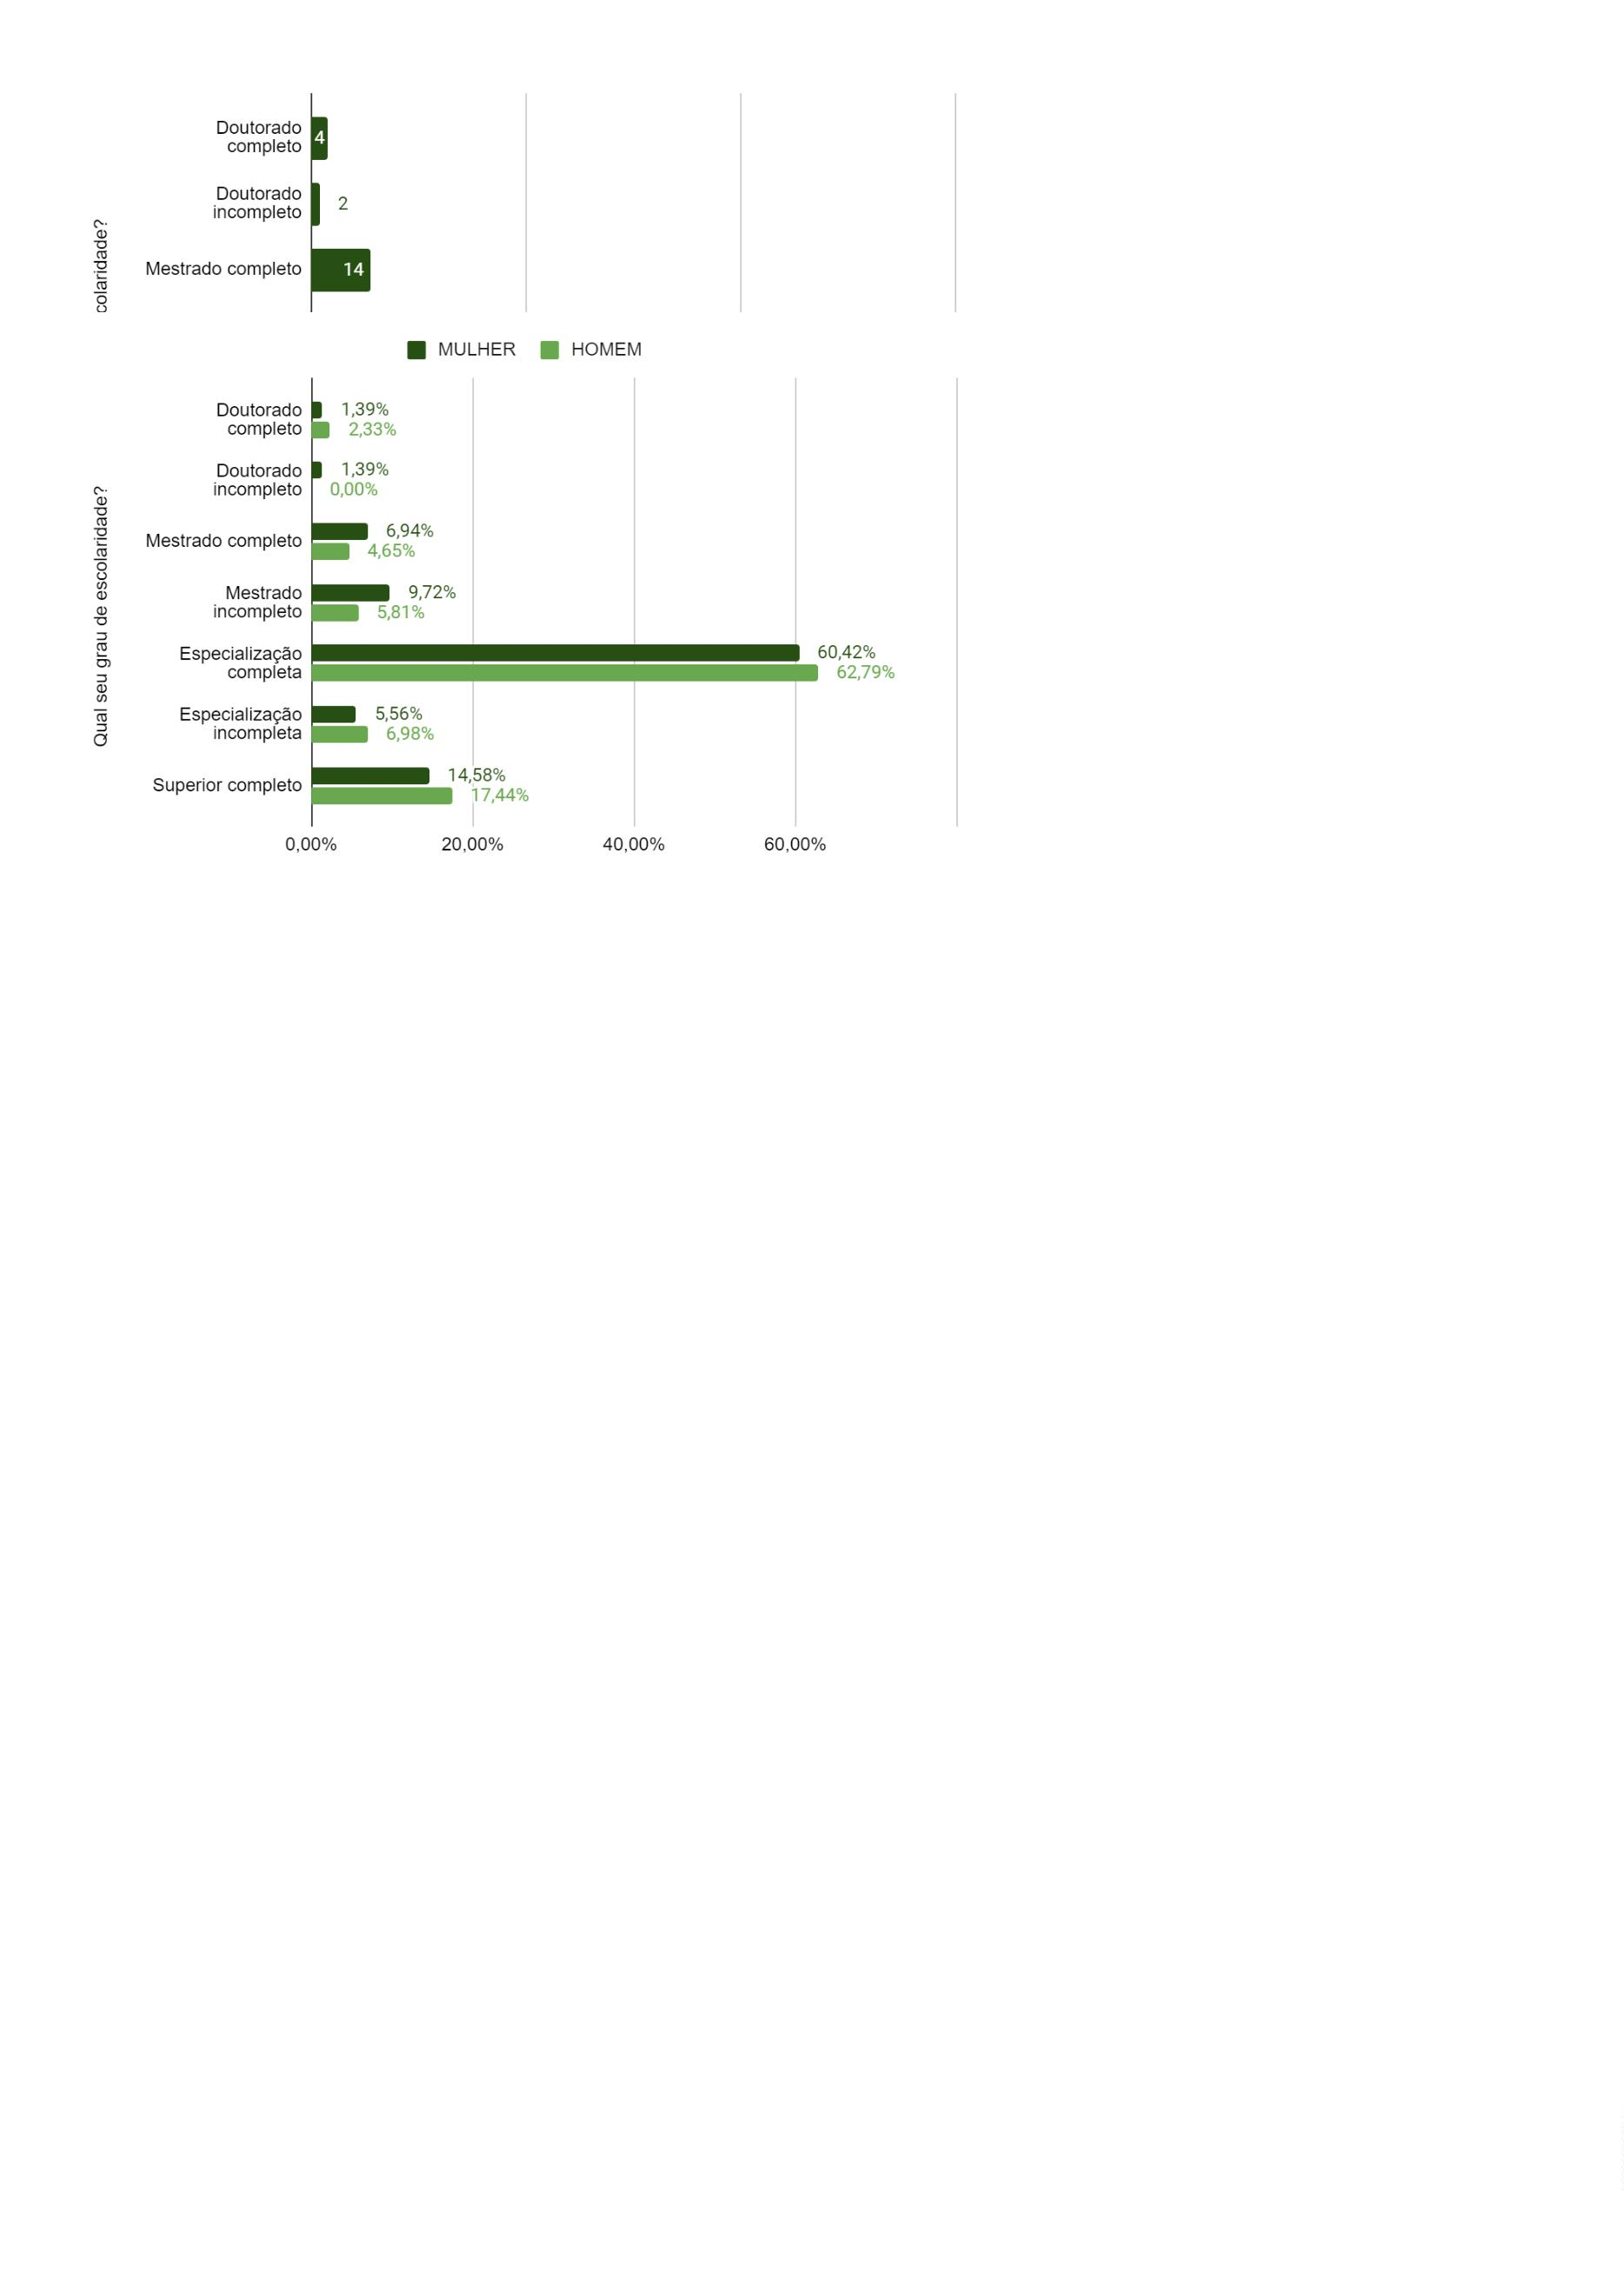 Doutorado
completo
4
Doutorado
incompleto
2
Mestrado completo
14
colaridade?
MULHER
HOMEM
Qual seu grau de escolaridade?
Doutorado
completo
1,39%
2,33%
Doutorado
incompleto
1,39%
0,00%
Mestrado completo
6,94%
4,65%
Mestrado
incompleto
9,72%
5,81%
Especialização
completa
60,42%
62,79%
Especialização
incompleta
5,56%
6,98%
Superior completo
14,58%
17,44%
0,00%
20,00%
40,00%
60,00%